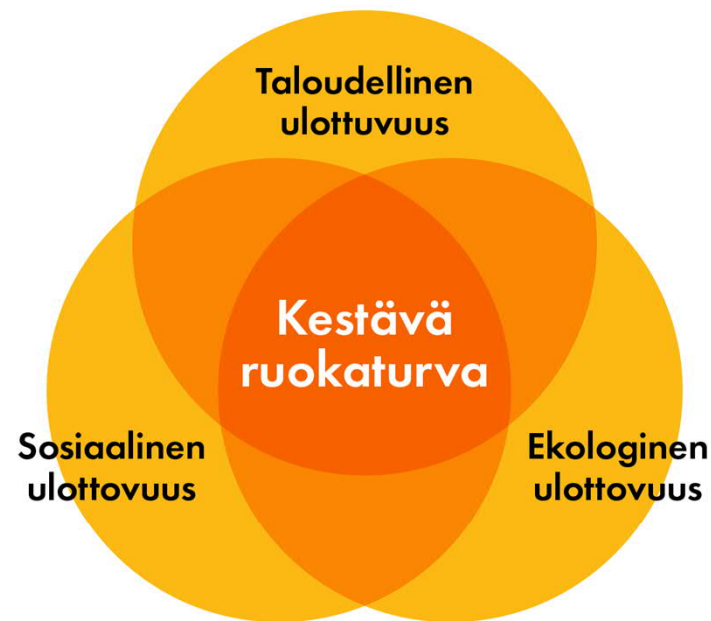 Taloudellinen
ulottuvuus
Kestävä
ruokaturva
Sosiaalinen
ulottovuus
Ekologinen
ulottovuus